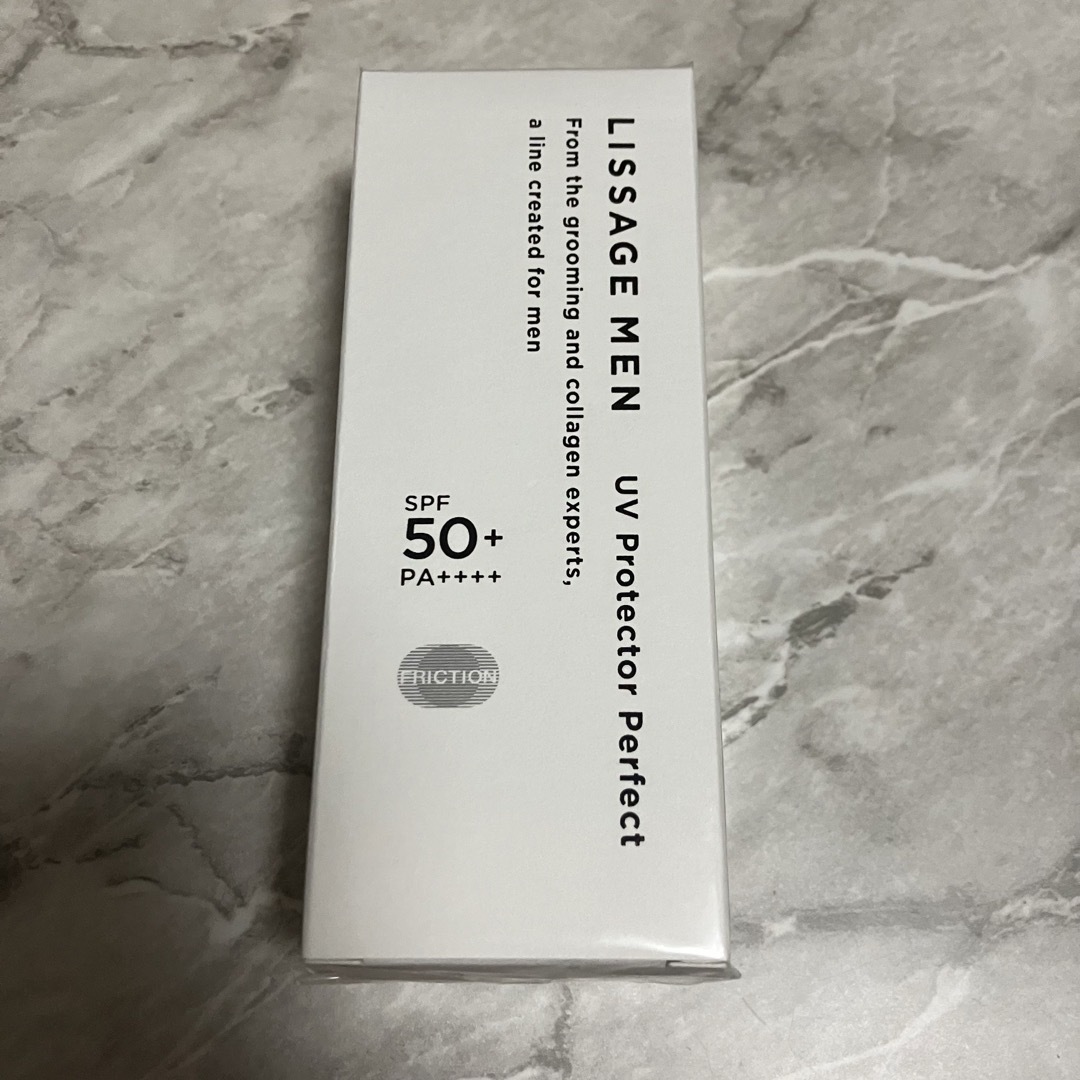 LISSAGE MEN UV Protector Perfect
From the grooming and collagen experts,
a line created for men
SPF
50+
PA++++
FRICTION